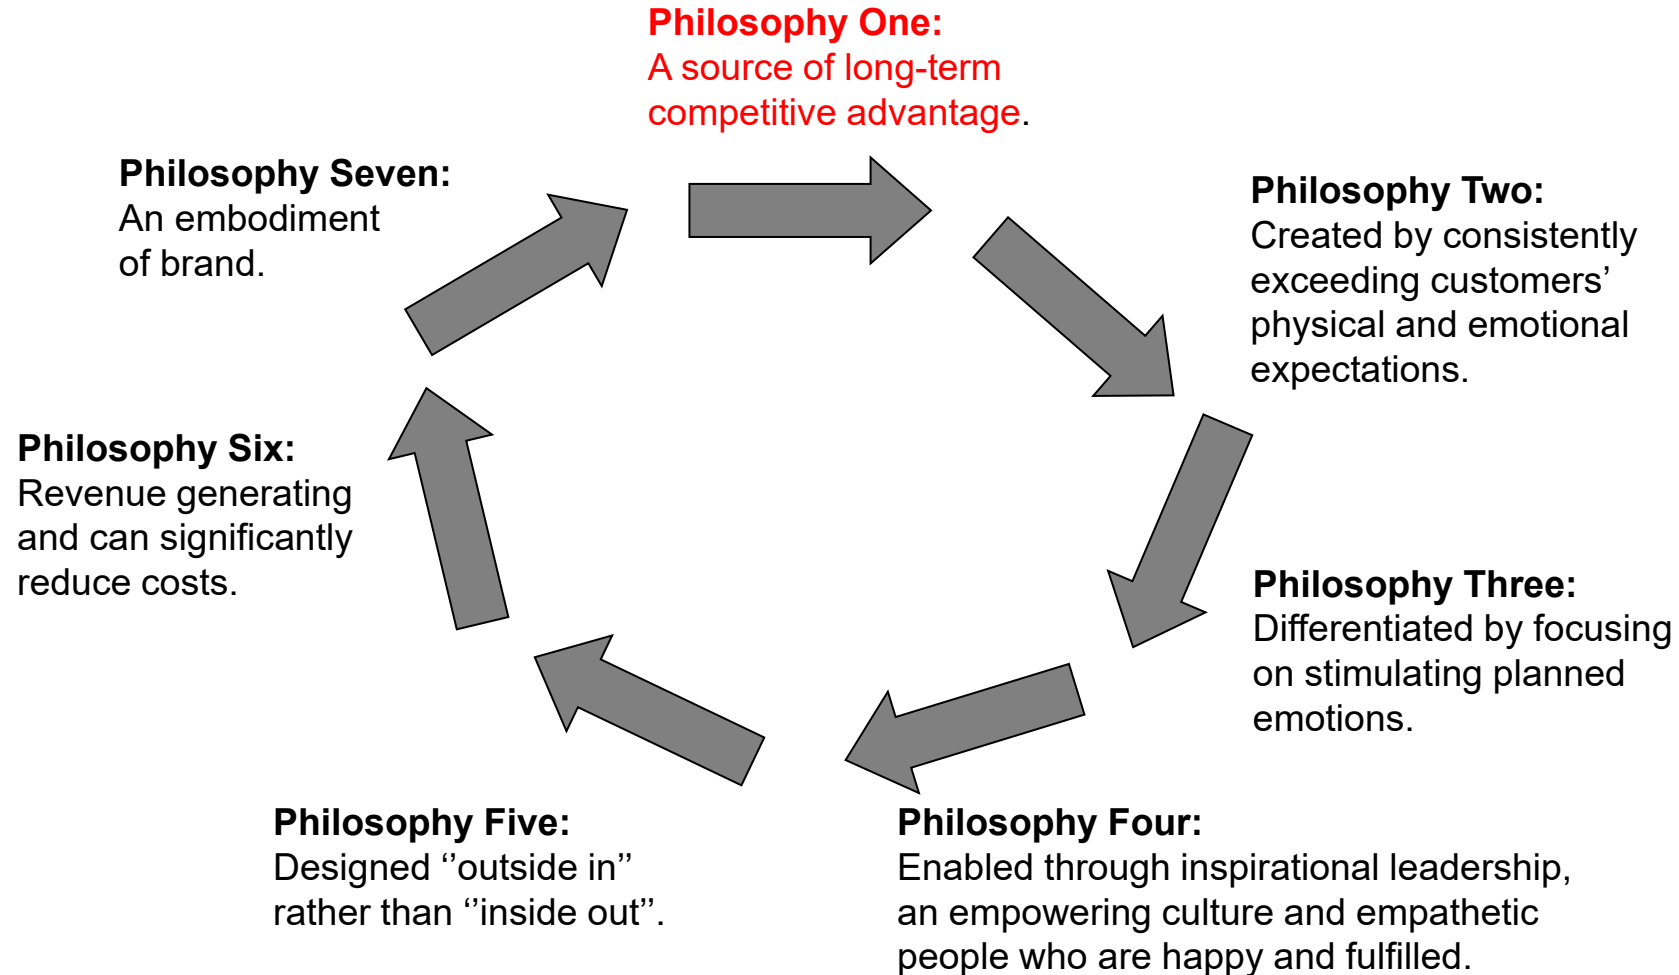 Philosophy One:
A source of long-term
competitive advantage.
Philosophy Two:
Created by consistently
exceeding customers’
physical and emotional
expectations.
Philosophy Three:
Differentiated by focusing
on stimulating planned
emotions.
Philosophy Four:
Enabled through inspirational leadership,
an empowering culture and empathetic
people who are happy and fulfilled.
Philosophy Five:
Designed ‘’outside in’’
rather than ‘’inside out’’.
Philosophy Six:
Revenue generating
and can significantly
reduce costs.
Philosophy Seven:
An embodiment
of brand.